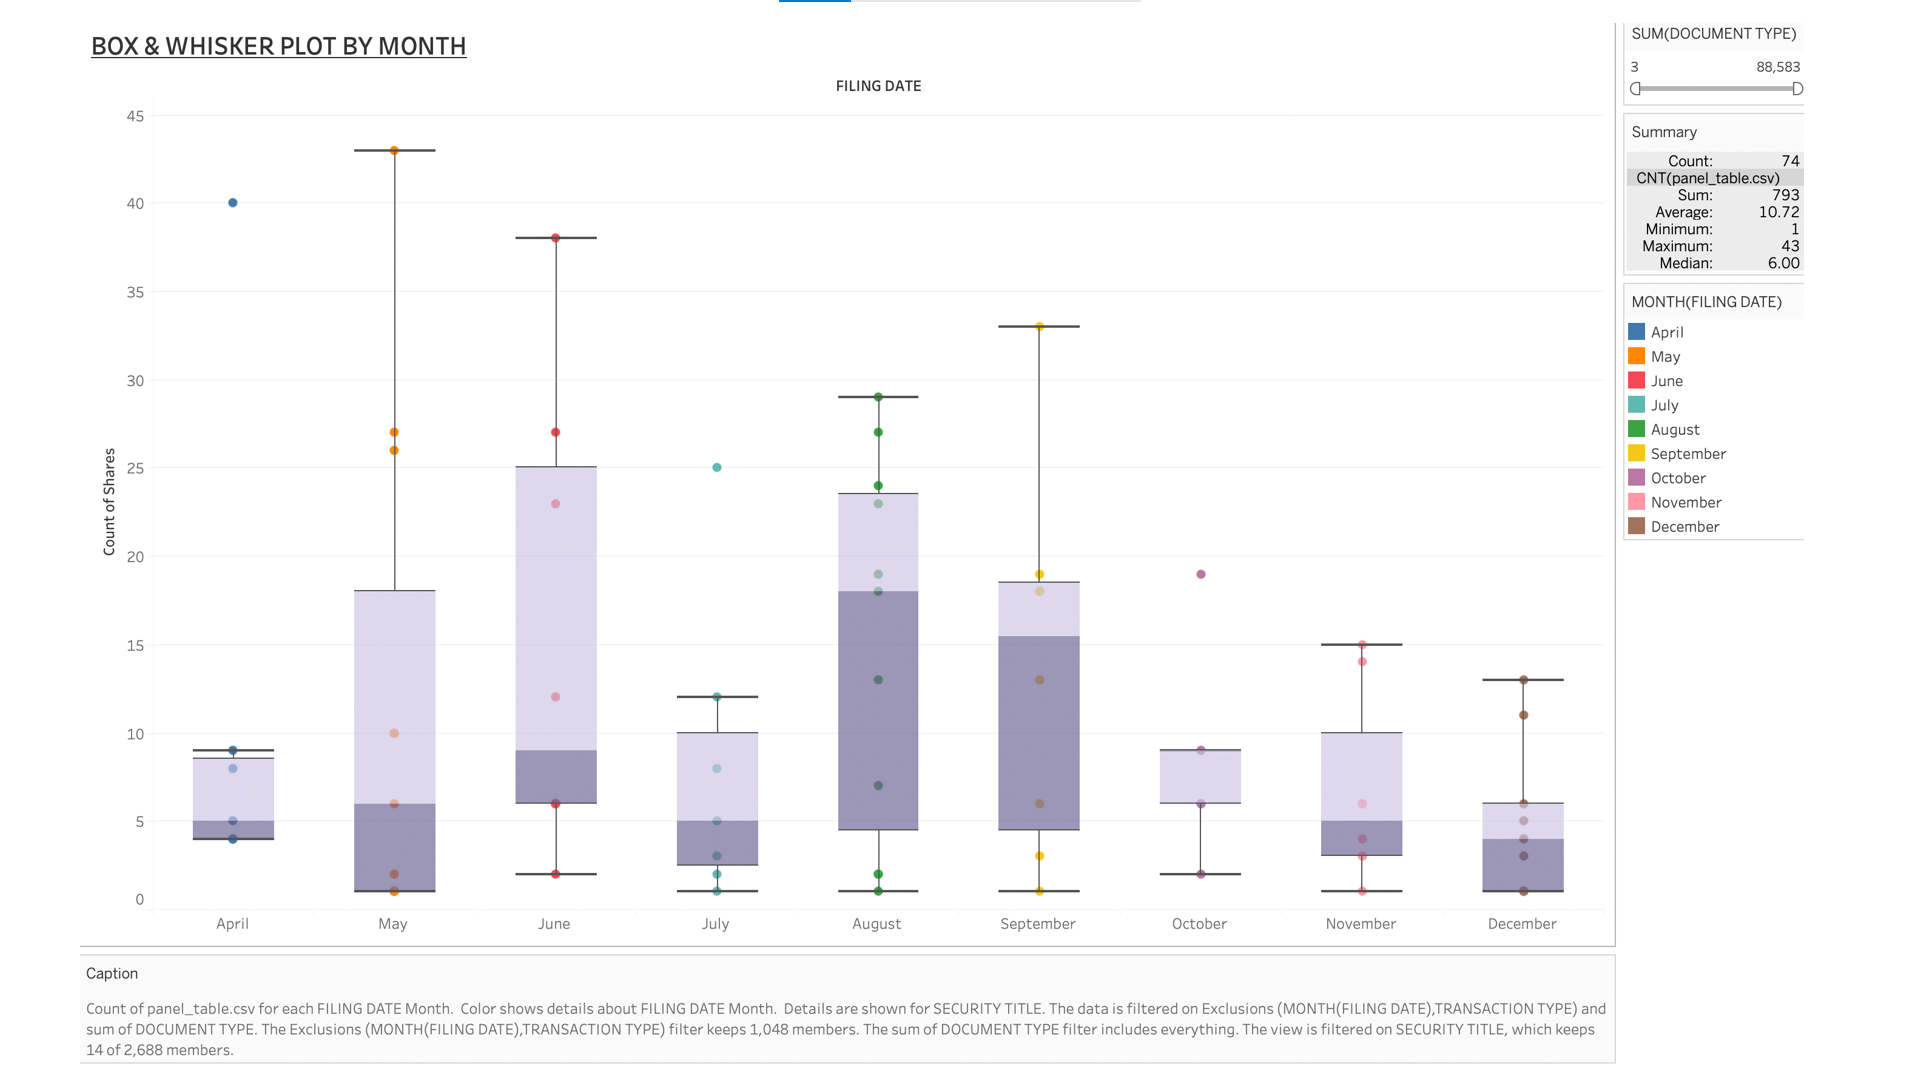 BOX & WHISKER PLOT BY MONTH
FILING DATE
45
40
35
30
25
20
15
10
5
0
Count of Shares
April
May
June
July
August
September
October
November
December
SUM(DOCUMENT TYPE)
3 88,583
Summary
Count: 74
CNT(panel_table.csv)
Sum: 793
Average: 10.72
Minimum: 1
Maximum: 43
Median: 6.00
MONTH(FILING DATE)
April
May
June
July
August
September
October
November
December
Caption
Count of panel_table.csv for each FILING DATE Month.  Color shows details about FILING DATE Month.  Details are shown for SECURITY TITLE. The data is filtered on Exclusions (MONTH(FILING DATE),TRANSACTION TYPE) and
sum of DOCUMENT TYPE. The Exclusions (MONTH(FILING DATE),TRANSACTION TYPE) filter keeps 1,048 members. The sum of DOCUMENT TYPE filter includes everything. The view is filtered on SECURITY TITLE, which keeps
14 of 2,688 members.